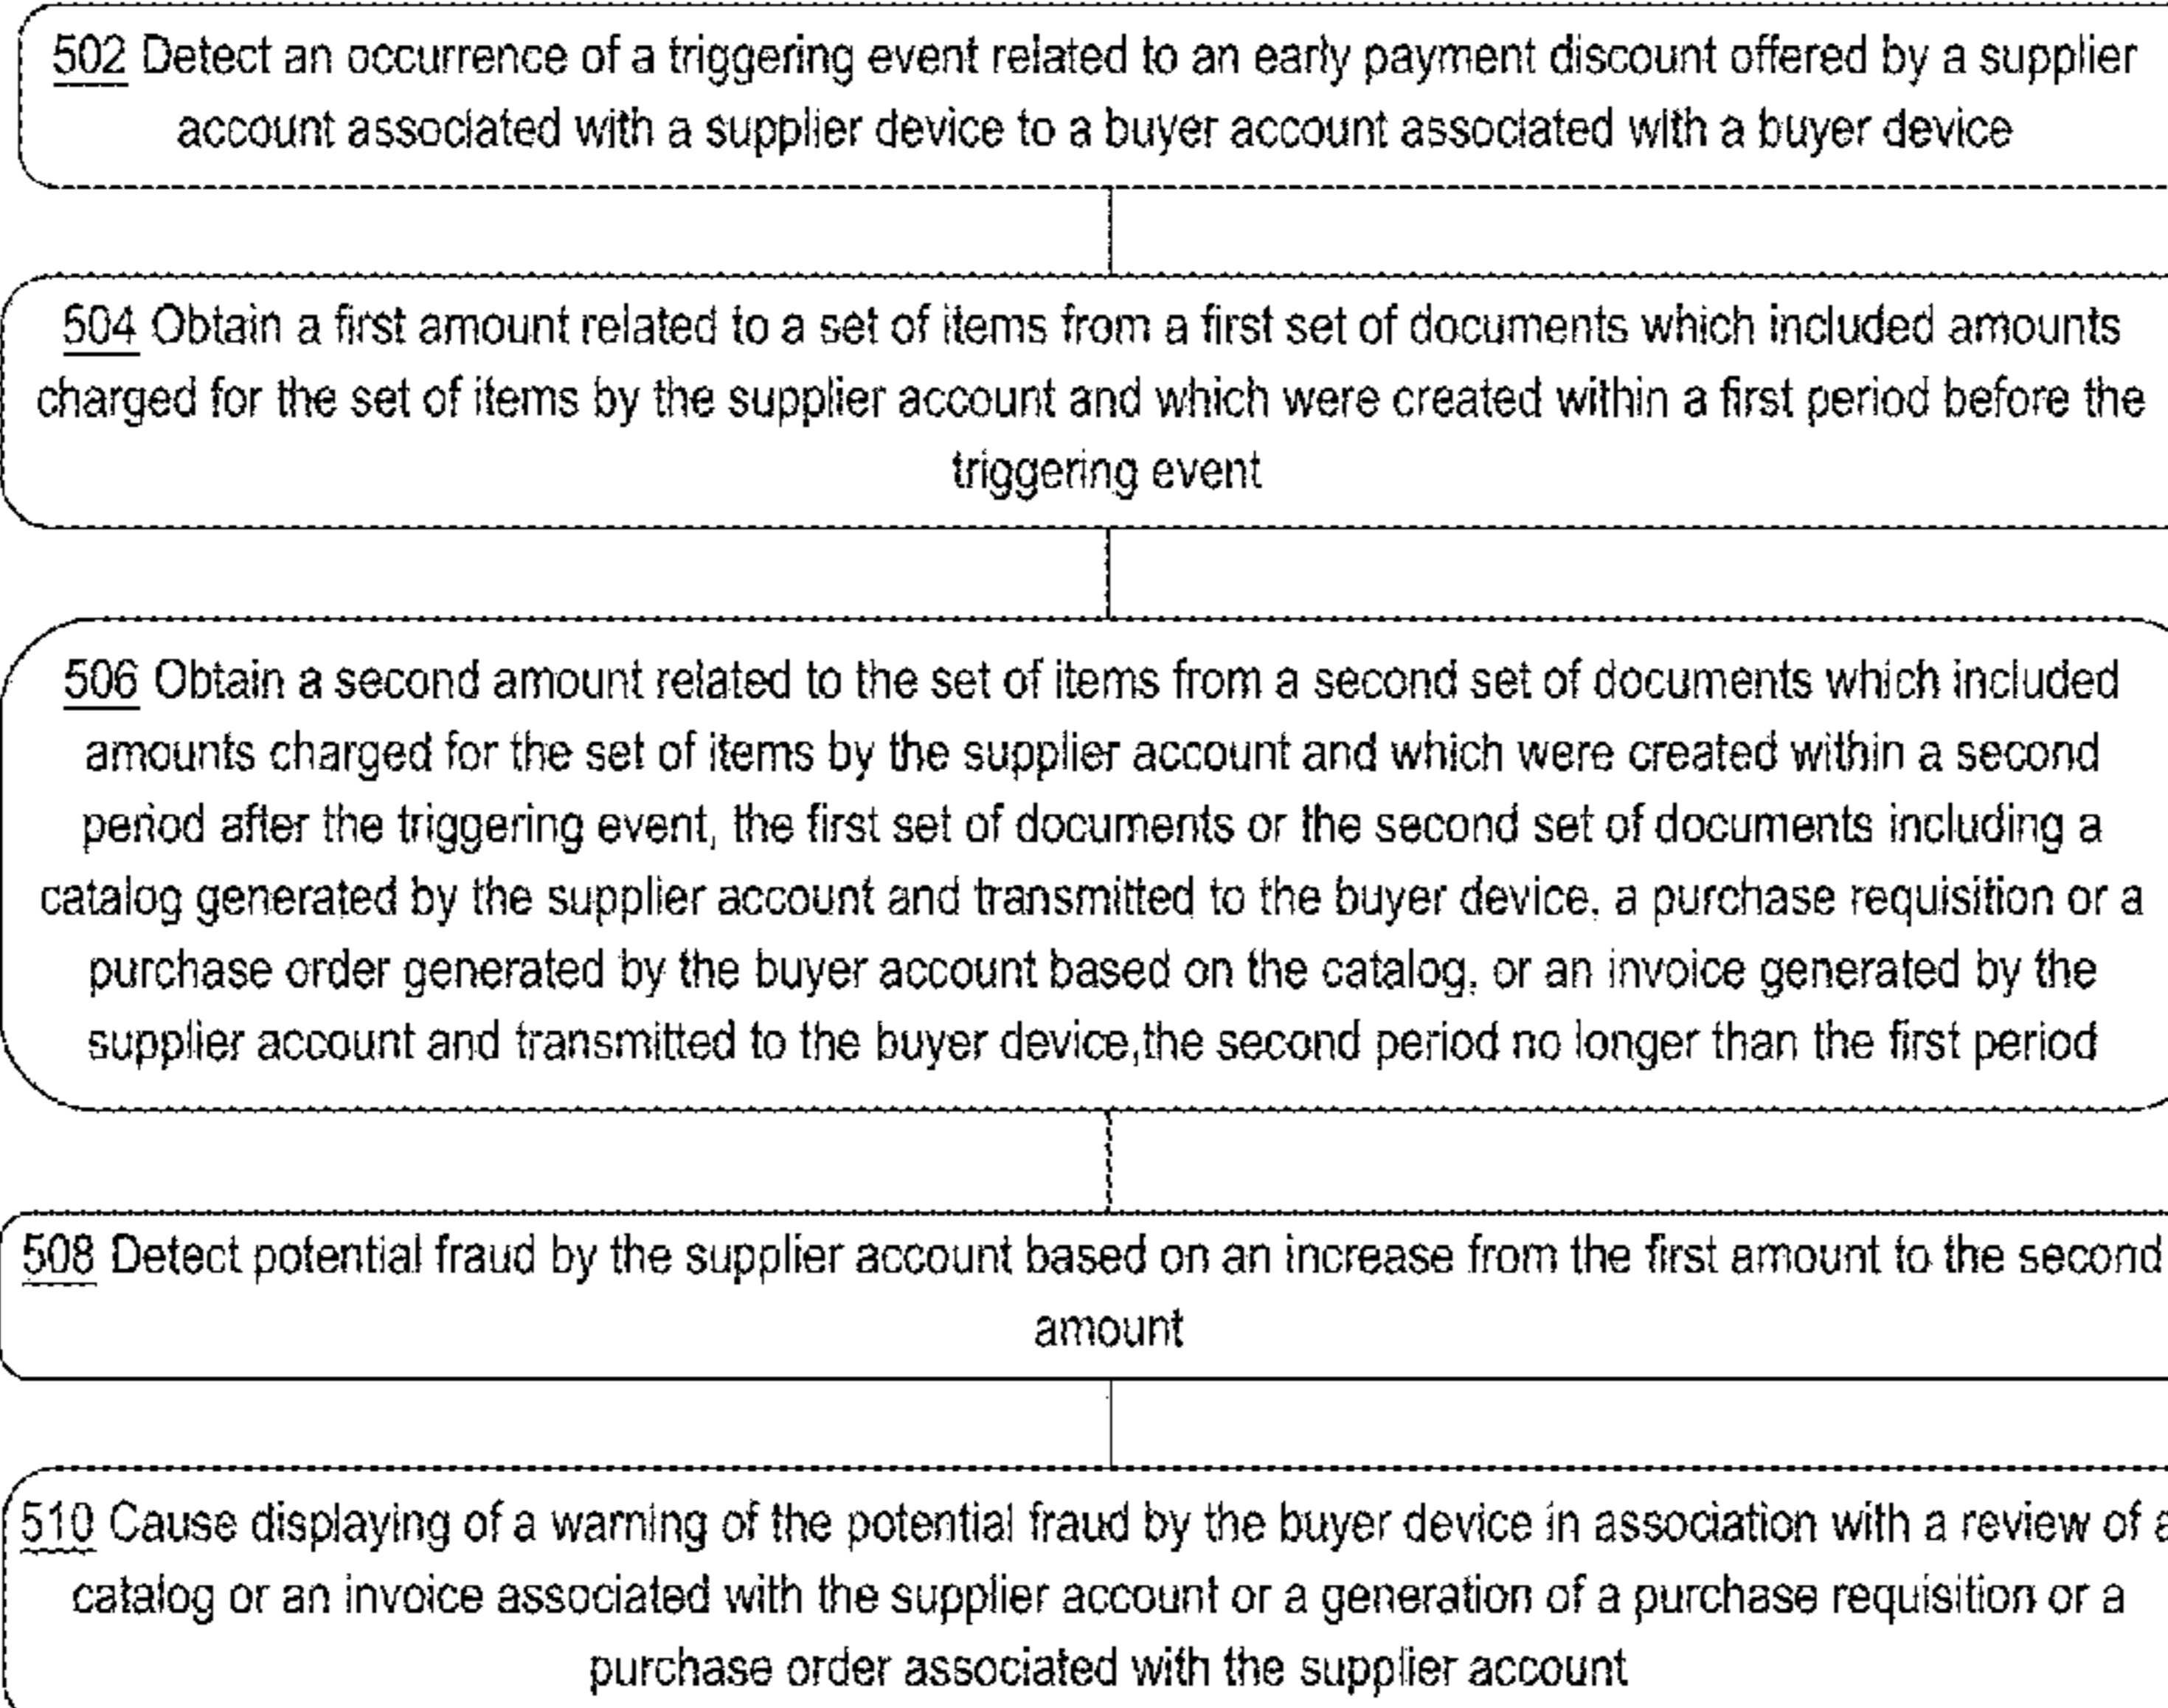 502 Detect an occurrence of a triggering event related to an early payment discount offered by a supplier
account associated with a supplier device to a buyer account associated with a buyer device
504 Obtain a first amount related to a set of items from a first set of documents which included amounts
charged for the set of items by the supplier account and which were created within a first period before the
triggering event
506 Obtain a second amount related to the set of items from a second set of documents which included
amounts charged for the set of items by the supplier account and which were created within a second
period after the triggering event, the first set of documents or the second set of documents including a
catalog generated by the supplier account and transmitted to the buyer device, a purchase requisition or a
purchase order generated by the buyer account based on the catalog, or an invoice generated by the
supplier account and transmitted to the buyer device,the second period no longer than the first period
508 Detect potential fraud by the supplier account based on an increase from the first amount to the second
amount
510 Cause displaying of a warning of the potential fraud by the buyer device in association with a review of a
catalog or an invoice associated with the supplier account or a generation of a purchase requisition or a
purchase order associated with the supplier account